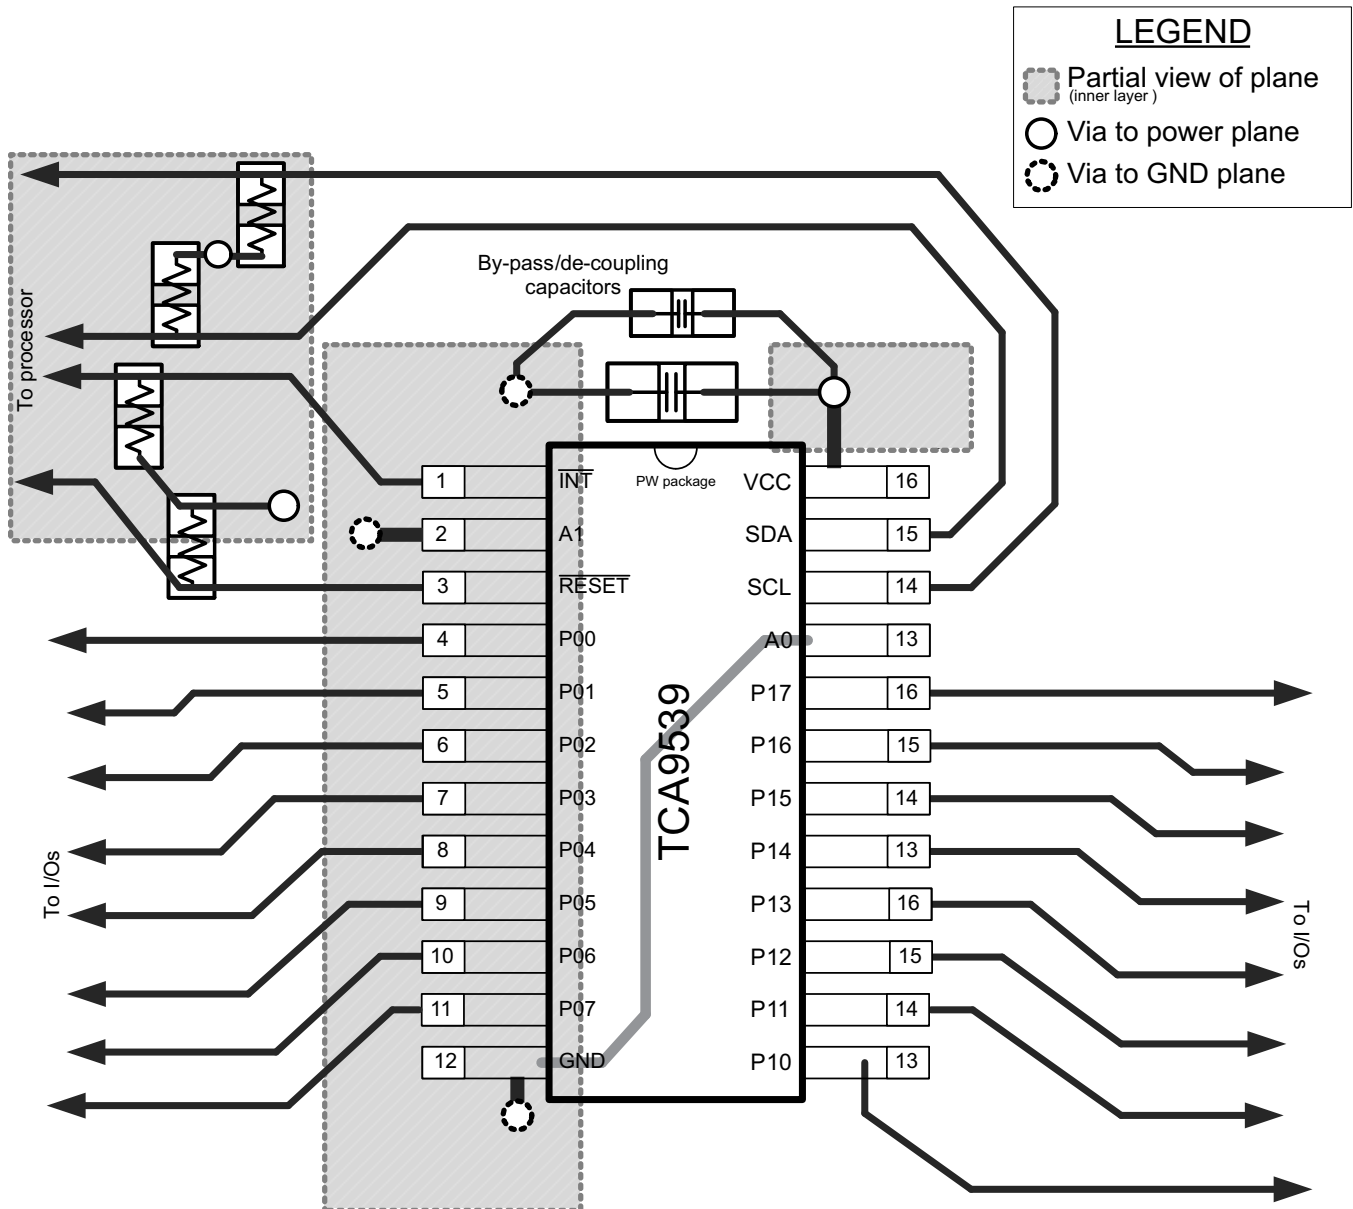 LEGEND
Partial view of plane
(inner layer )
Via to power plane
Via to GND plane
By-pass/de-coupling
capacitors
To processor
PW package
TCA9539
1 INT
2 A1
3 RESET
4 P00
5 P01
6 P02
7 P03
8 P04
9 P05
10 P06
11 P07
12 GND
VCC 16
SDA 15
SCL 14
A0 13
P17 16
P16 15
P15 14
P14 13
P13 16
P12 15
P11 14
P10 13
To I/Os
To I/Os